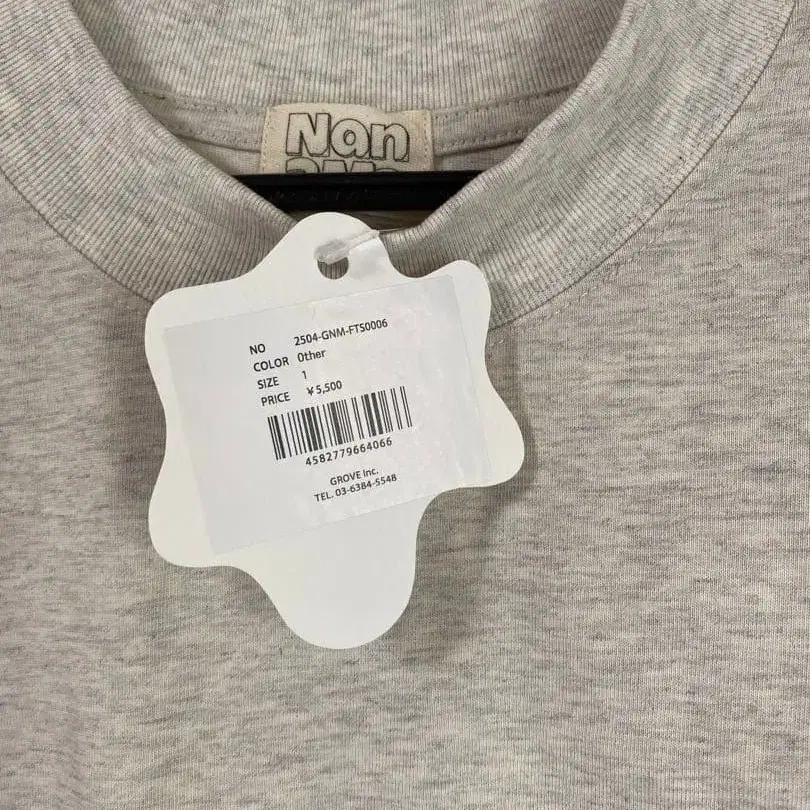 Nan
NO 2504-GNM-FTS0006
COLOR Other
SIZE 1
PRICE ¥5,500
4582779664066
GROVE Inc.
TEL. 03-6384-5548